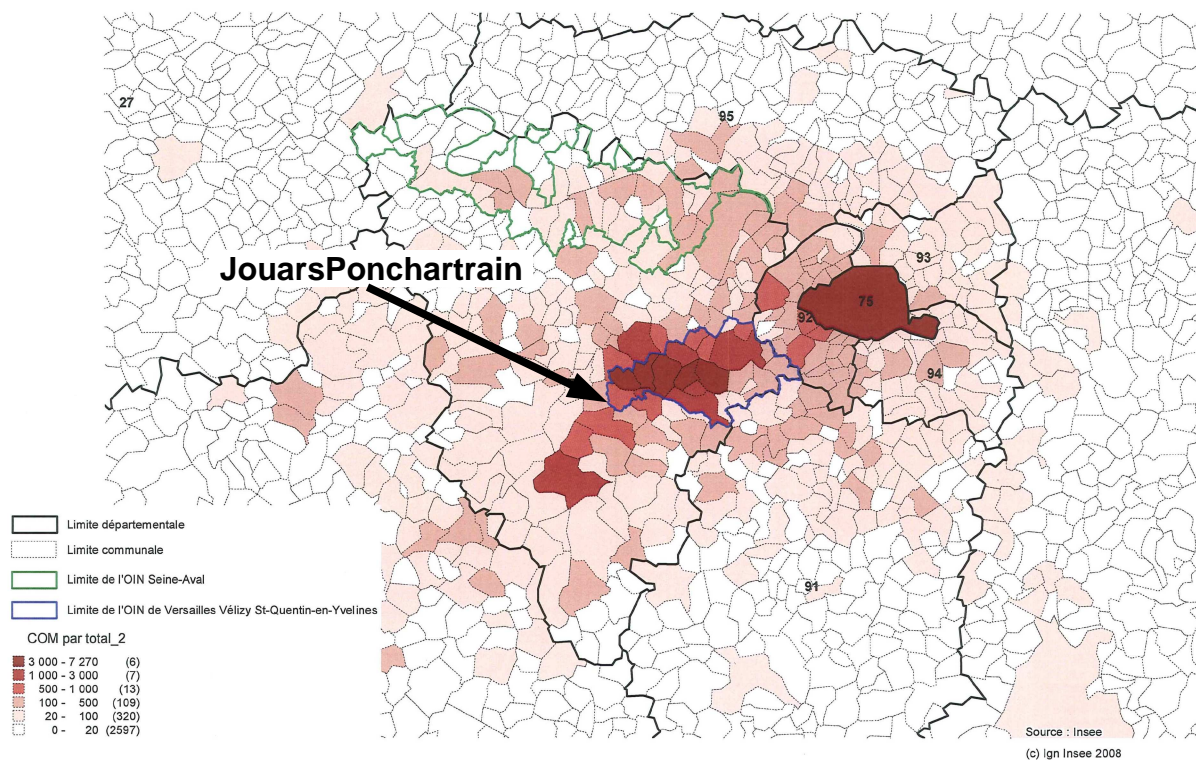 27
95
JouarsPonchartrain
93
75
92
94
91
Limite départementale
Limite communale
Limite de l'OIN Seine-Aval
Limite de l'OIN de Versailles Vélizy St-Quentin-en-Yvelines
COM par total_2
3 000 - 7 270 (6)
1 000 - 3 000 (7)
500 - 1 000 (13)
100 - 500 (109)
20 - 100 (320)
0 - 20 (2597)
Source : Insee
(c) Ign Insee 2008